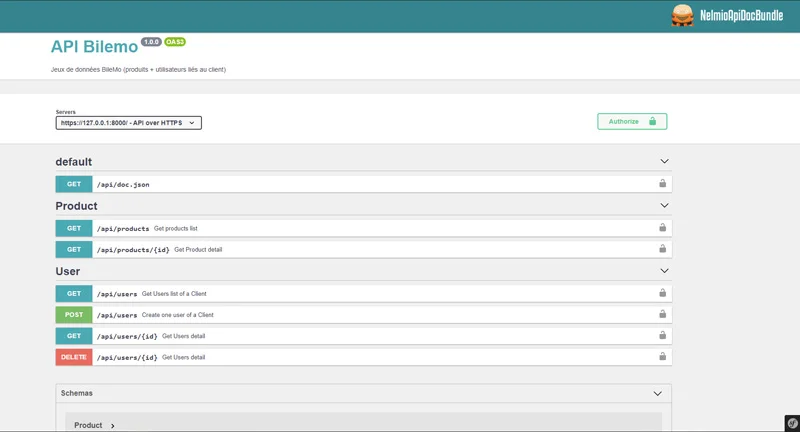 NelmioApiDocBundle
API Bilemo 1.0.0 OAS3
Jeux de données BileMo (produits + utilisateurs liés au client)
Servers
https://127.0.0.1:8000/ - API over HTTPS
Authorize
default
GET /api/doc.json
Product
GET /api/products Get products list
GET /api/products/{id} Get Product detail
User
GET /api/users Get Users list of a Client
POST /api/users Create one user of a Client
GET /api/users/{id} Get Users detail
DELETE /api/users/{id} Get Users detail
Schemas
Product